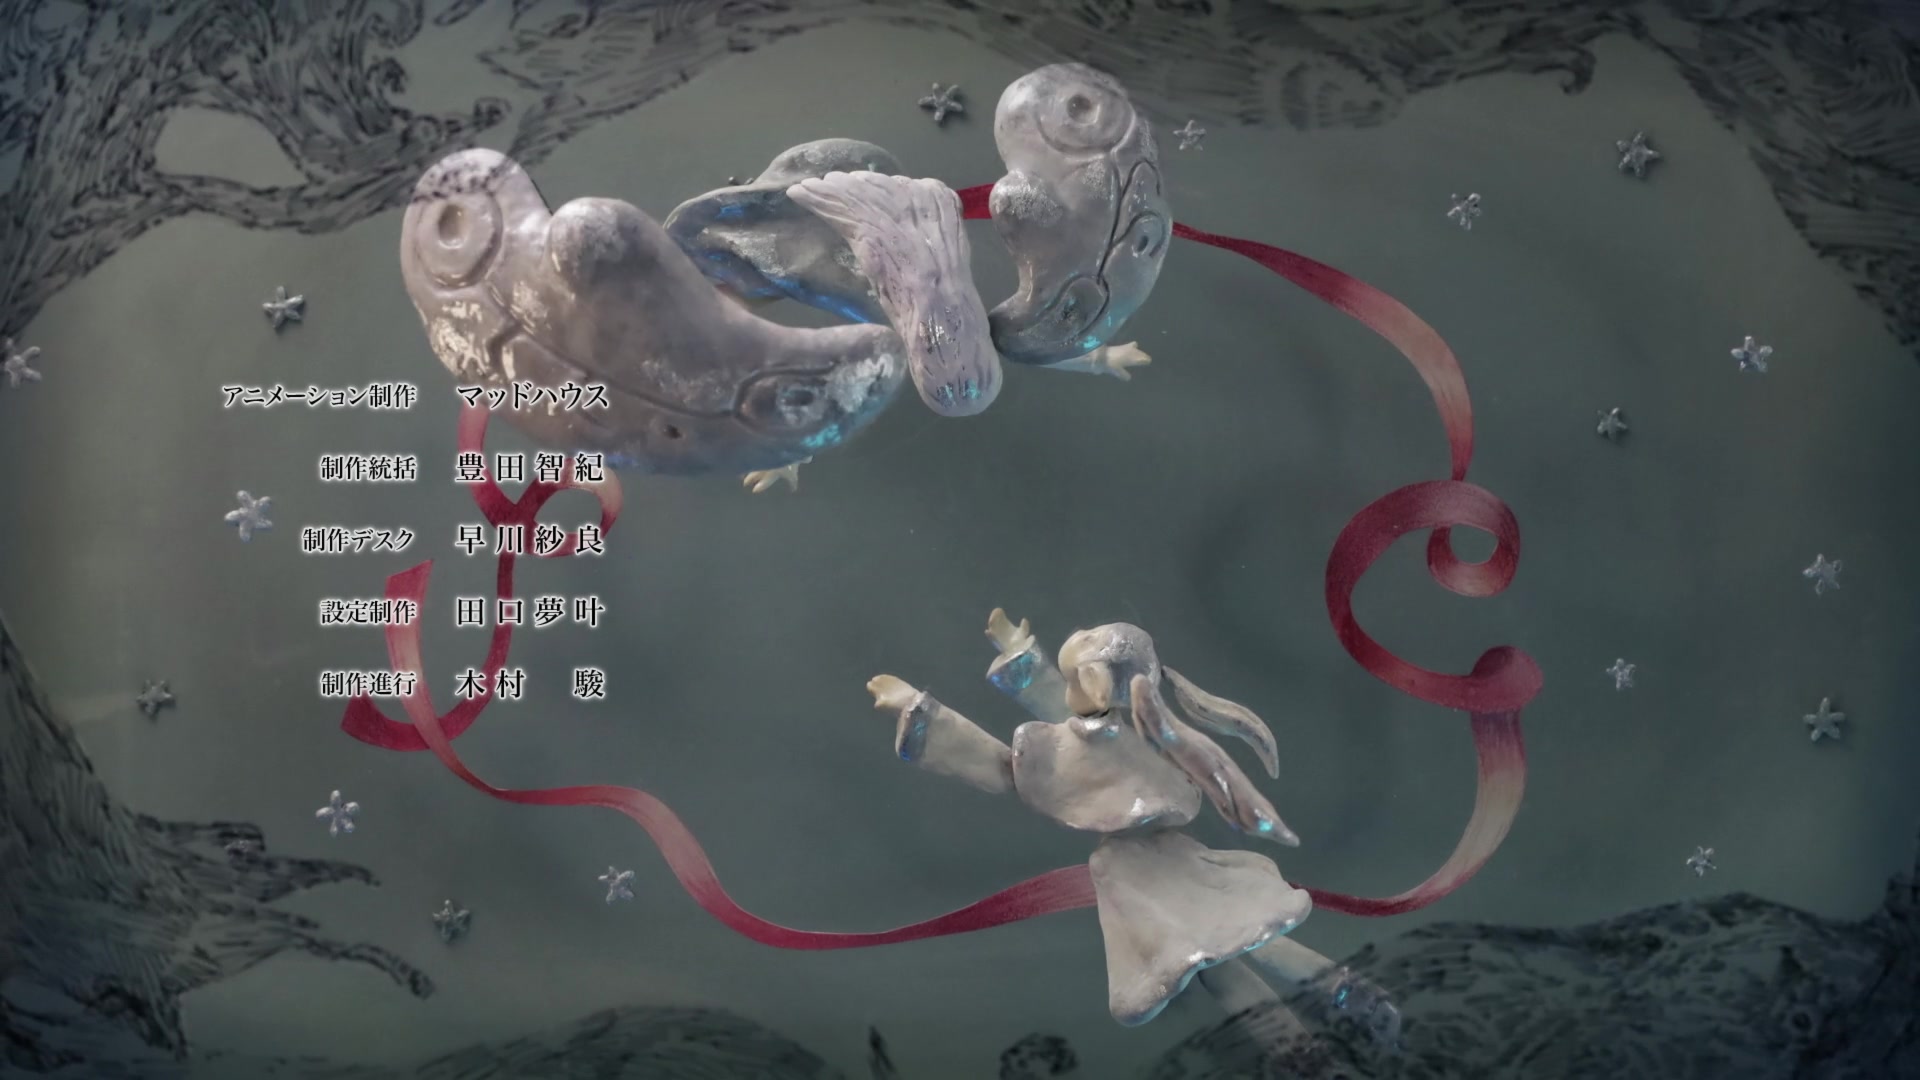 アニメーション制作 マッドハウス
制作統括 豊田智紀
制作デスク 早川紗良
設定制作 田口夢叶
制作進行 木村 駿